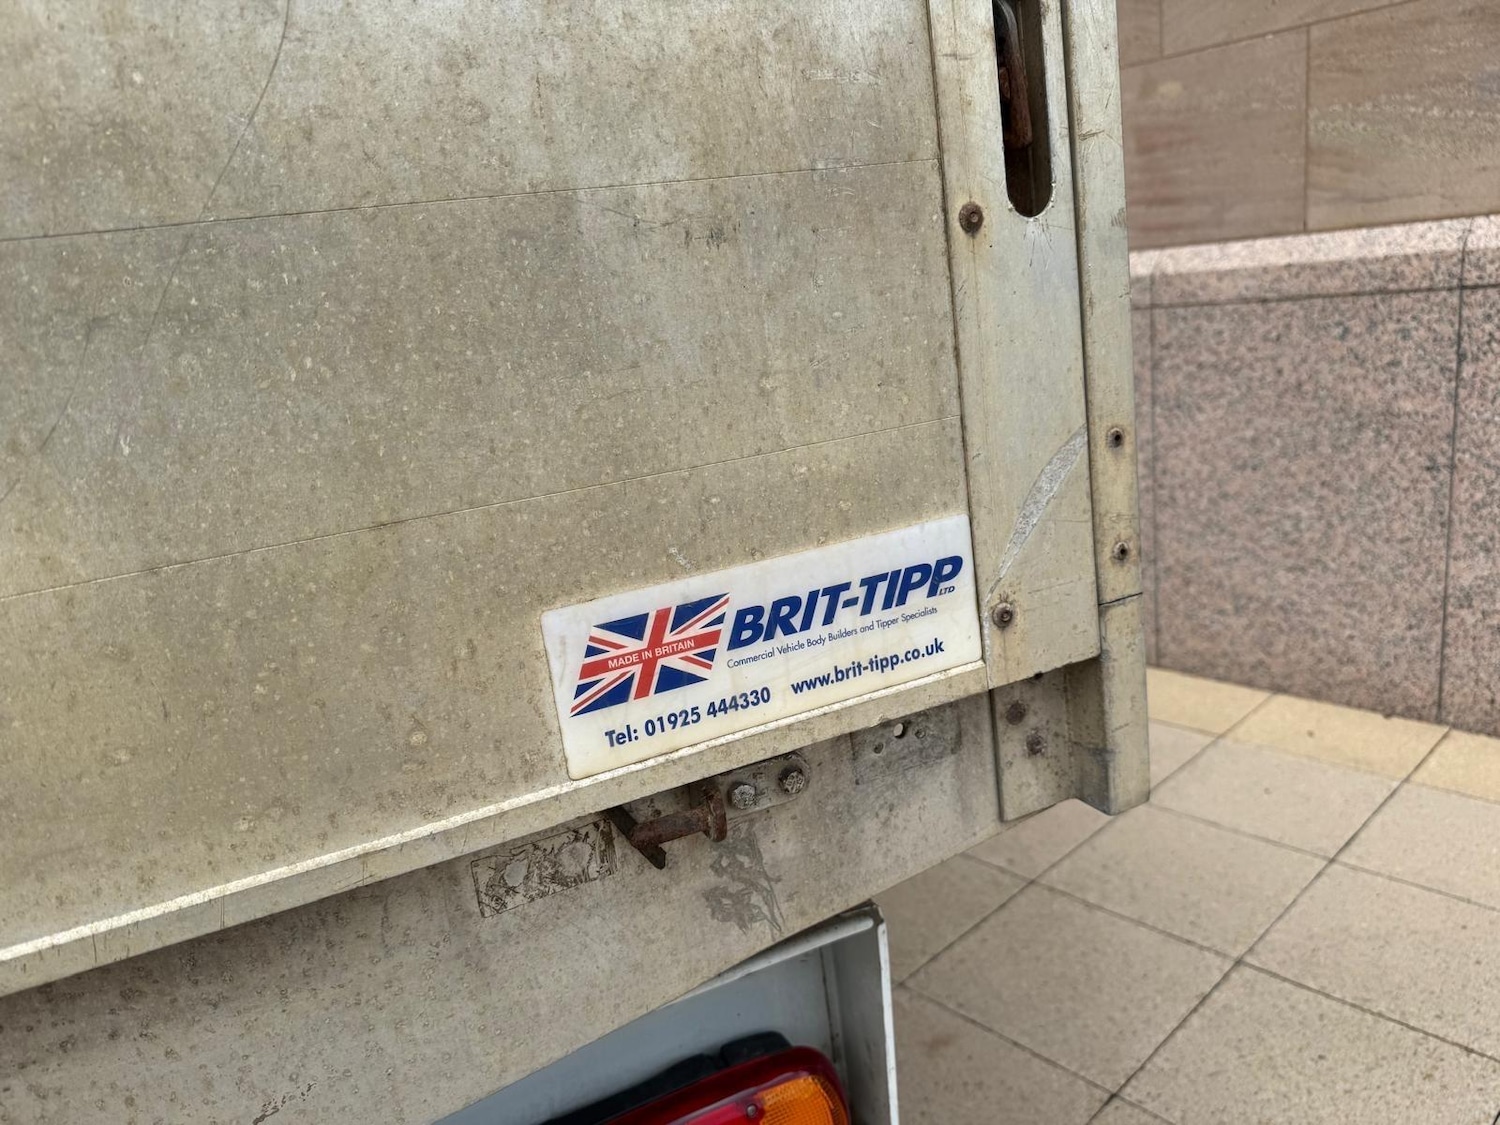 MADE IN BRITAIN
BRIT-TIPP LTD
Commercial Vehicle Body Builders and Tipper Specialists
Tel: 01925 444330 www.brit-tipp.co.uk